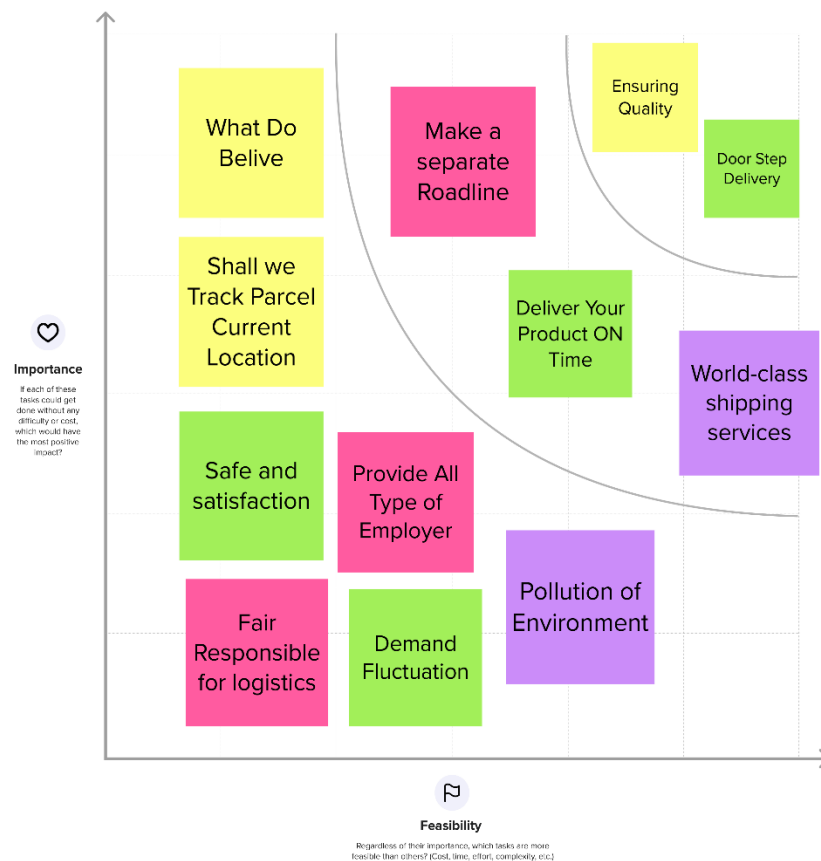 What Do
Belive
Make a
separate
Roadline
Ensuring
Quality
Door Step
Delivery
Shall we
Track Parcel
Current
Location
Deliver Your
Product ON
Time
World-class
shipping
services
Importance
If each of these
tasks could get
done without any
difficulty or cost,
which would have
the most positive
impact?
Safe and
satisfaction
Provide All
Type of
Employer
Pollution of
Environment
Fair
Responsible
for logistics
Demand
Fluctuation
Feasibility
Regardless of their importance, which tasks are more
feasible than others? (Cost, time, effort, complexity, etc.)